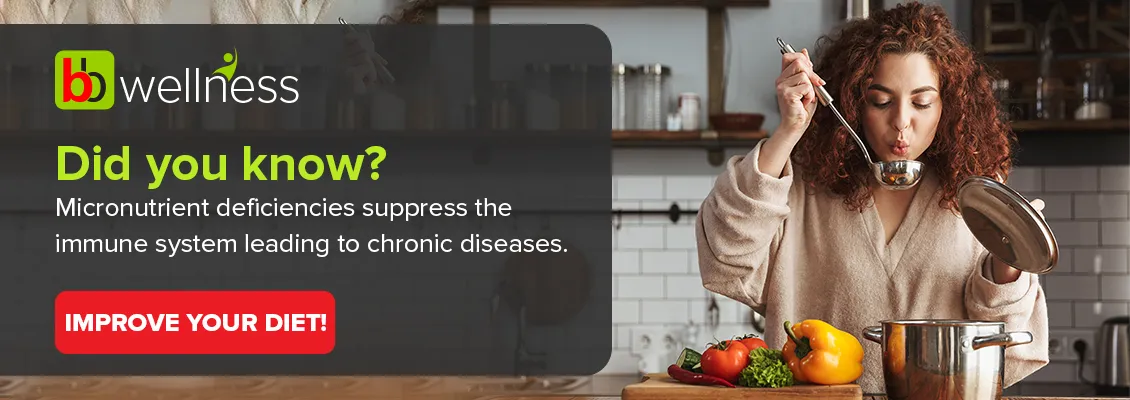 bb wellness
Did you know?
Micronutrient deficiencies suppress the
immune system leading to chronic diseases.
IMPROVE YOUR DIET!